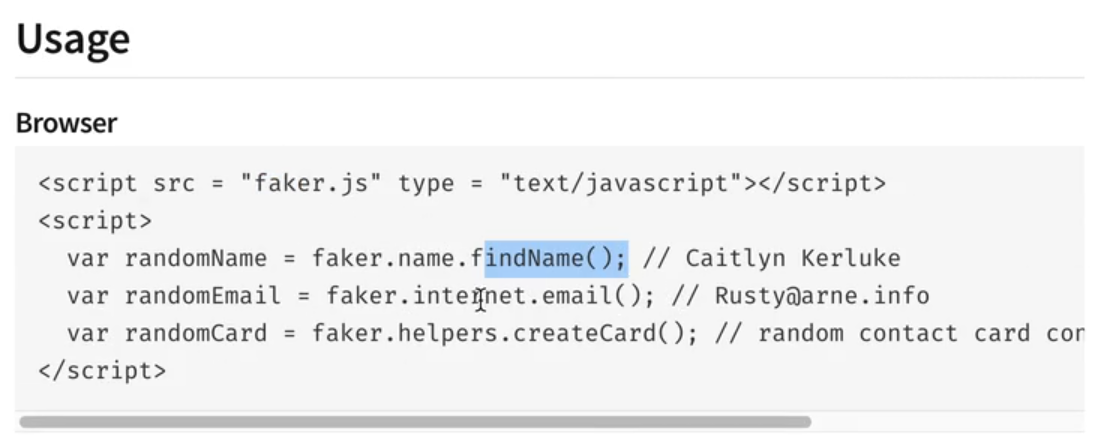 Usage
Browser
<script src = "faker.js" type = "text/javascript"></script>
<script>
  var randomName = faker.name.findName(); // Caitlyn Kerluke
  var randomEmail = faker.internet.email(); // Rusty@arne.info
  var randomCard = faker.helpers.createCard(); // random contact card con
</script>